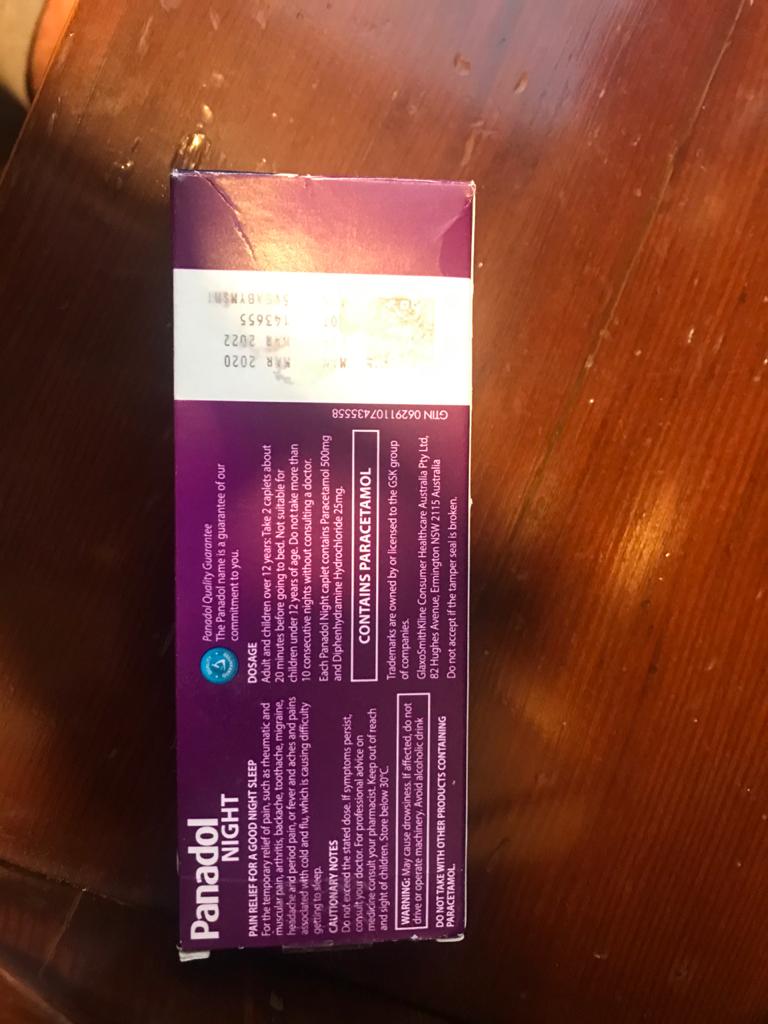 Panadol
NIGHT
PAIN RELIEF FOR A GOOD NIGHT SLEEP
For the temporary relief of pain, such as rheumatic and
muscular pain, arthritis, backache, toothache, migraine,
headache and period pain, or fever and aches and pains
associated with cold and flu, which is causing difficulty
getting to sleep.
CAUTIONARY NOTES
Do not exceed the stated dose. If symptoms persist,
consult your doctor. For professional advice on
medicine consult your pharmacist. Keep out of reach
and sight of children. Store below 30°C.
WARNING: May cause drowsiness. If affected, do not
drive or operate machinery. Avoid alcoholic drink
DO NOT TAKE WITH OTHER PRODUCTS CONTAINING
PARACETAMOL.
Panadol Quality Guarantee
The Panadol name is a guarantee of our
commitment to you.
DOSAGE
Adult and children over 12 years: Take 2 caplets about
20 minutes before going to bed. Not suitable for
children under 12 years of age. Do not take more than
10 consecutive nights without consulting a doctor.
Each Panadol Night caplet contains Paracetamol 500mg
and Diphenhydramine Hydrochloride 25mg.
CONTAINS PARACETAMOL
Trademarks are owned by or licensed to the GSK group
of companies.
GlaxoSmithKline Consumer Healthcare Australia Pty Ltd,
82 Hughes Avenue, Ermington NSW 2115 Australia
Do not accept if the tamper seal is broken.
GTIN 06291107435558
MAR 2020
MAR 2022
143655